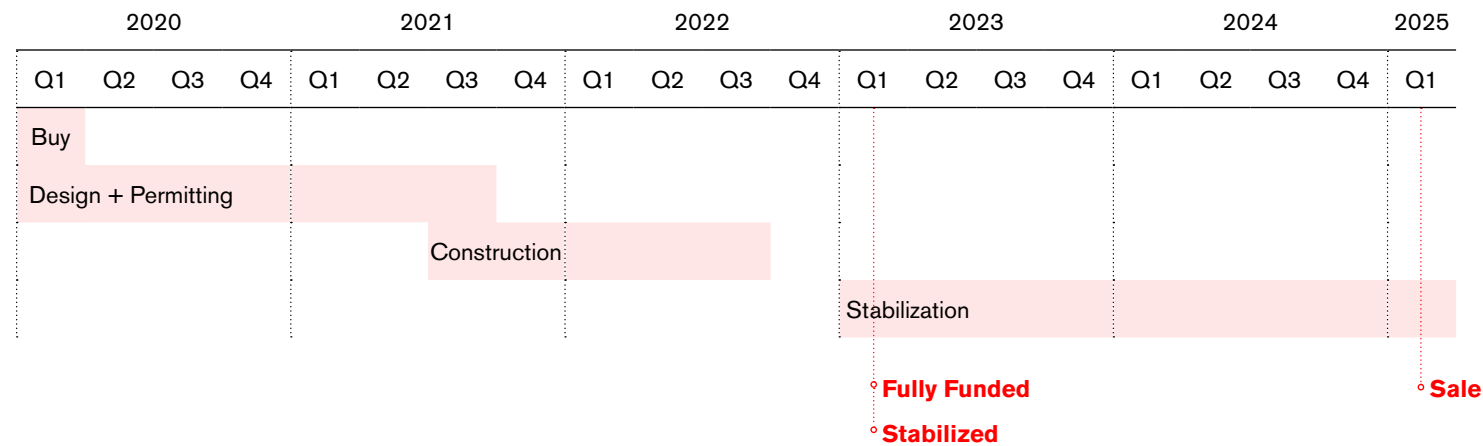 2020 2021 2022 2023 2024 2025
Q1 Q2 Q3 Q4 Q1 Q2 Q3 Q4 Q1 Q2 Q3 Q4 Q1 Q2 Q3 Q4 Q1 Q2 Q3 Q4 Q1
Buy
Design + Permitting
Construction
Stabilization
Fully Funded Sale
Stabilized